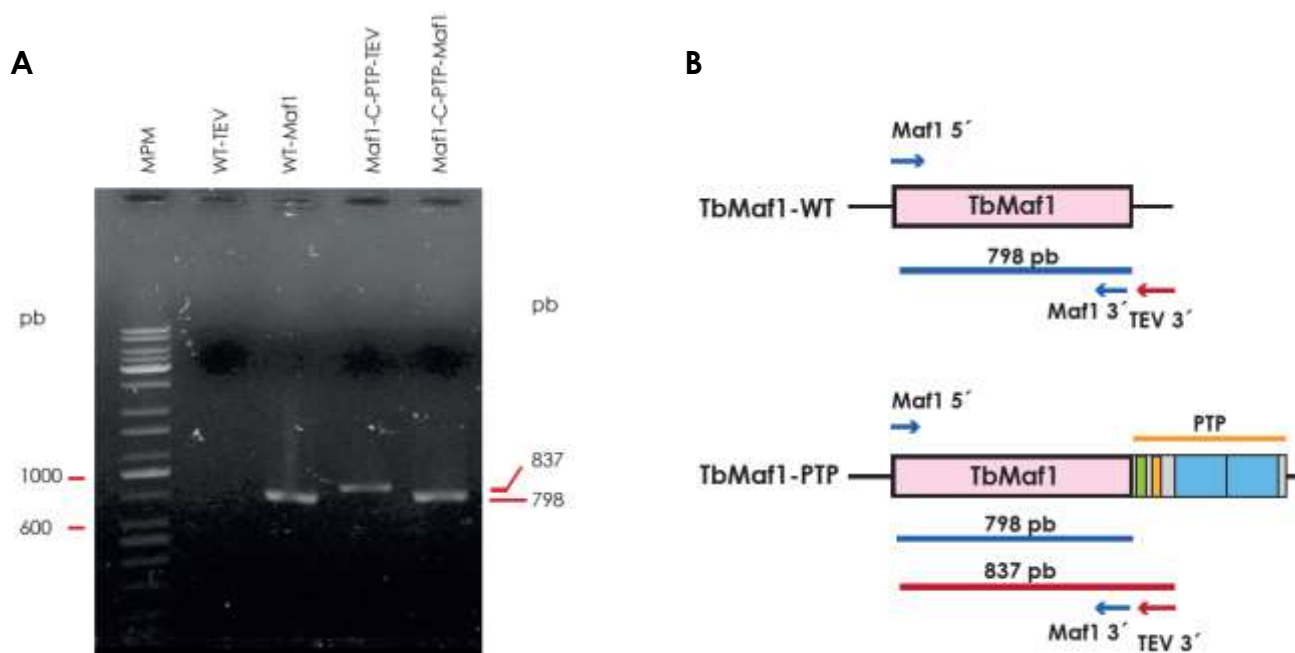 A
MPM
WT-TEV
WT-Maf1
Maf1-C-PTP-TEV
Maf1-C-PTP-Maf1
pb
1000
600
pb
837
798
B
Maf1 5´
TbMaf1-WT
TbMaf1
798 pb
Maf1 3´
TEV 3´
Maf1 5´
PTP
TbMaf1-PTP
TbMaf1
798 pb
837 pb
Maf1 3´
TEV 3´